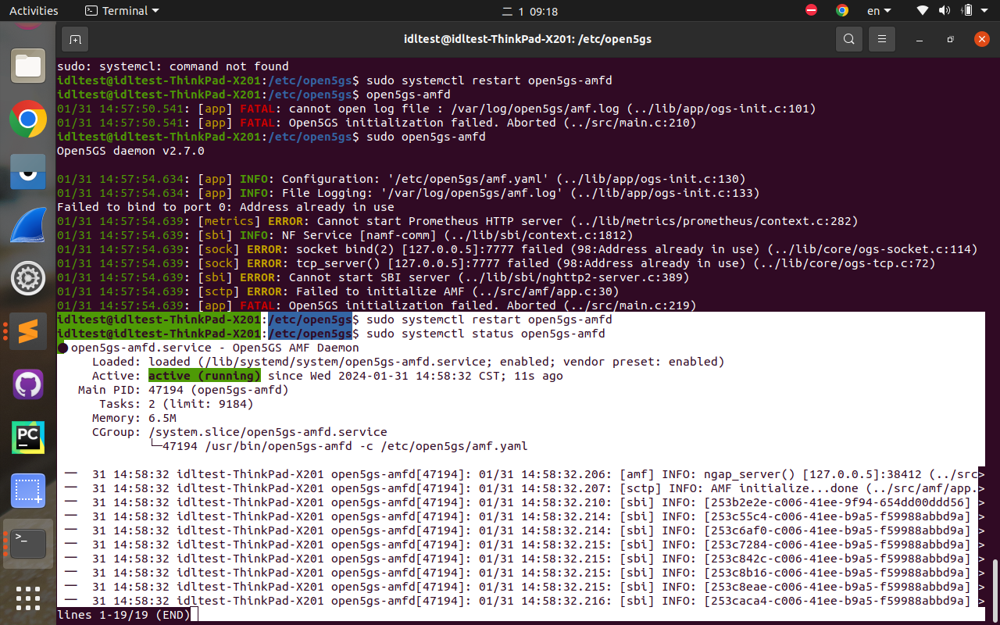 Activities Terminal 二 1 09:18 en
idltest@idltest-ThinkPad-X201: /etc/open5gs
sudo: systemcl: command not found
idltest@idltest-ThinkPad-X201:/etc/open5gs$ sudo systemctl restart open5gs-amfd
idltest@idltest-ThinkPad-X201:/etc/open5gs$ open5gs-amfd
01/31 14:57:50.541: [app] FATAL: cannot open log file : /var/log/open5gs/amf.log (../lib/app/ogs-init.c:101)
01/31 14:57:50.541: [app] FATAL: Open5GS initialization failed. Aborted (../src/main.c:210)
idltest@idltest-ThinkPad-X201:/etc/open5gs$ sudo open5gs-amfd
Open5GS daemon v2.7.0
01/31 14:57:54.634: [app] INFO: Configuration: '/etc/open5gs/amf.yaml' (../lib/app/ogs-init.c:130)
01/31 14:57:54.634: [app] INFO: File Logging: '/var/log/open5gs/amf.log' (../lib/app/ogs-init.c:133)
Failed to bind to port 0: Address already in use
01/31 14:57:54.639: [metrics] ERROR: Cannot start Prometheus HTTP server (../lib/metrics/prometheus/context.c:282)
01/31 14:57:54.639: [sbi] INFO: NF Service [namf-comm] (../lib/sbi/context.c:1812)
01/31 14:57:54.639: [sock] ERROR: socket bind(2) [127.0.0.5]:7777 failed (98:Address already in use) (../lib/core/ogs-socket.c:114)
01/31 14:57:54.639: [sock] ERROR: tcp_server() [127.0.0.5]:7777 failed (98:Address already in use) (../lib/core/ogs-tcp.c:72)
01/31 14:57:54.639: [sbi] ERROR: Cannot start SBI server (../lib/sbi/nghttp2-server.c:389)
01/31 14:57:54.639: [sctp] ERROR: Failed to initialize AMF (../src/amf/app.c:30)
01/31 14:57:54.639: [app] FATAL: Open5GS initialization failed. Aborted (../src/main.c:219)
idltest@idltest-ThinkPad-X201:/etc/open5gs$ sudo systemctl restart open5gs-amfd
idltest@idltest-ThinkPad-X201:/etc/open5gs$ sudo systemctl status open5gs-amfd
● open5gs-amfd.service - Open5GS AMF Daemon
Loaded: loaded (/lib/systemd/system/open5gs-amfd.service; enabled; vendor preset: enabled)
Active: active (running) since Wed 2024-01-31 14:58:32 CST; 11s ago
Main PID: 47194 (open5gs-amfd)
Tasks: 2 (limit: 9184)
Memory: 6.5M
CGroup: /system.slice/open5gs-amfd.service
└─47194 /usr/bin/open5gs-amfd -c /etc/open5gs/amf.yaml
一 31 14:58:32 idltest-ThinkPad-X201 open5gs-amfd[47194]: 01/31 14:58:32.206: [amf] INFO: ngap_server() [127.0.0.5]:38412 (../src>
一 31 14:58:32 idltest-ThinkPad-X201 open5gs-amfd[47194]: 01/31 14:58:32.207: [sctp] INFO: AMF initialize...done (../src/amf/app.>
一 31 14:58:32 idltest-ThinkPad-X201 open5gs-amfd[47194]: 01/31 14:58:32.210: [sbi] INFO: [253b2e2e-c006-41ee-9f94-654dd00ddd56] >
一 31 14:58:32 idltest-ThinkPad-X201 open5gs-amfd[47194]: 01/31 14:58:32.214: [sbi] INFO: [253c55c4-c006-41ee-b9a5-f59988abbd9a] >
一 31 14:58:32 idltest-ThinkPad-X201 open5gs-amfd[47194]: 01/31 14:58:32.214: [sbi] INFO: [253c6af0-c006-41ee-b9a5-f59988abbd9a] >
一 31 14:58:32 idltest-ThinkPad-X201 open5gs-amfd[47194]: 01/31 14:58:32.215: [sbi] INFO: [253c7284-c006-41ee-b9a5-f59988abbd9a] >
一 31 14:58:32 idltest-ThinkPad-X201 open5gs-amfd[47194]: 01/31 14:58:32.215: [sbi] INFO: [253c842c-c006-41ee-b9a5-f59988abbd9a] >
一 31 14:58:32 idltest-ThinkPad-X201 open5gs-amfd[47194]: 01/31 14:58:32.215: [sbi] INFO: [253c8b16-c006-41ee-b9a5-f59988abbd9a] >
一 31 14:58:32 idltest-ThinkPad-X201 open5gs-amfd[47194]: 01/31 14:58:32.215: [sbi] INFO: [253c8eae-c006-41ee-b9a5-f59988abbd9a] >
一 31 14:58:32 idltest-ThinkPad-X201 open5gs-amfd[47194]: 01/31 14:58:32.216: [sbi] INFO: [253caca4-c006-41ee-b9a5-f59988abbd9a] >
lines 1-19/19 (END)
PC